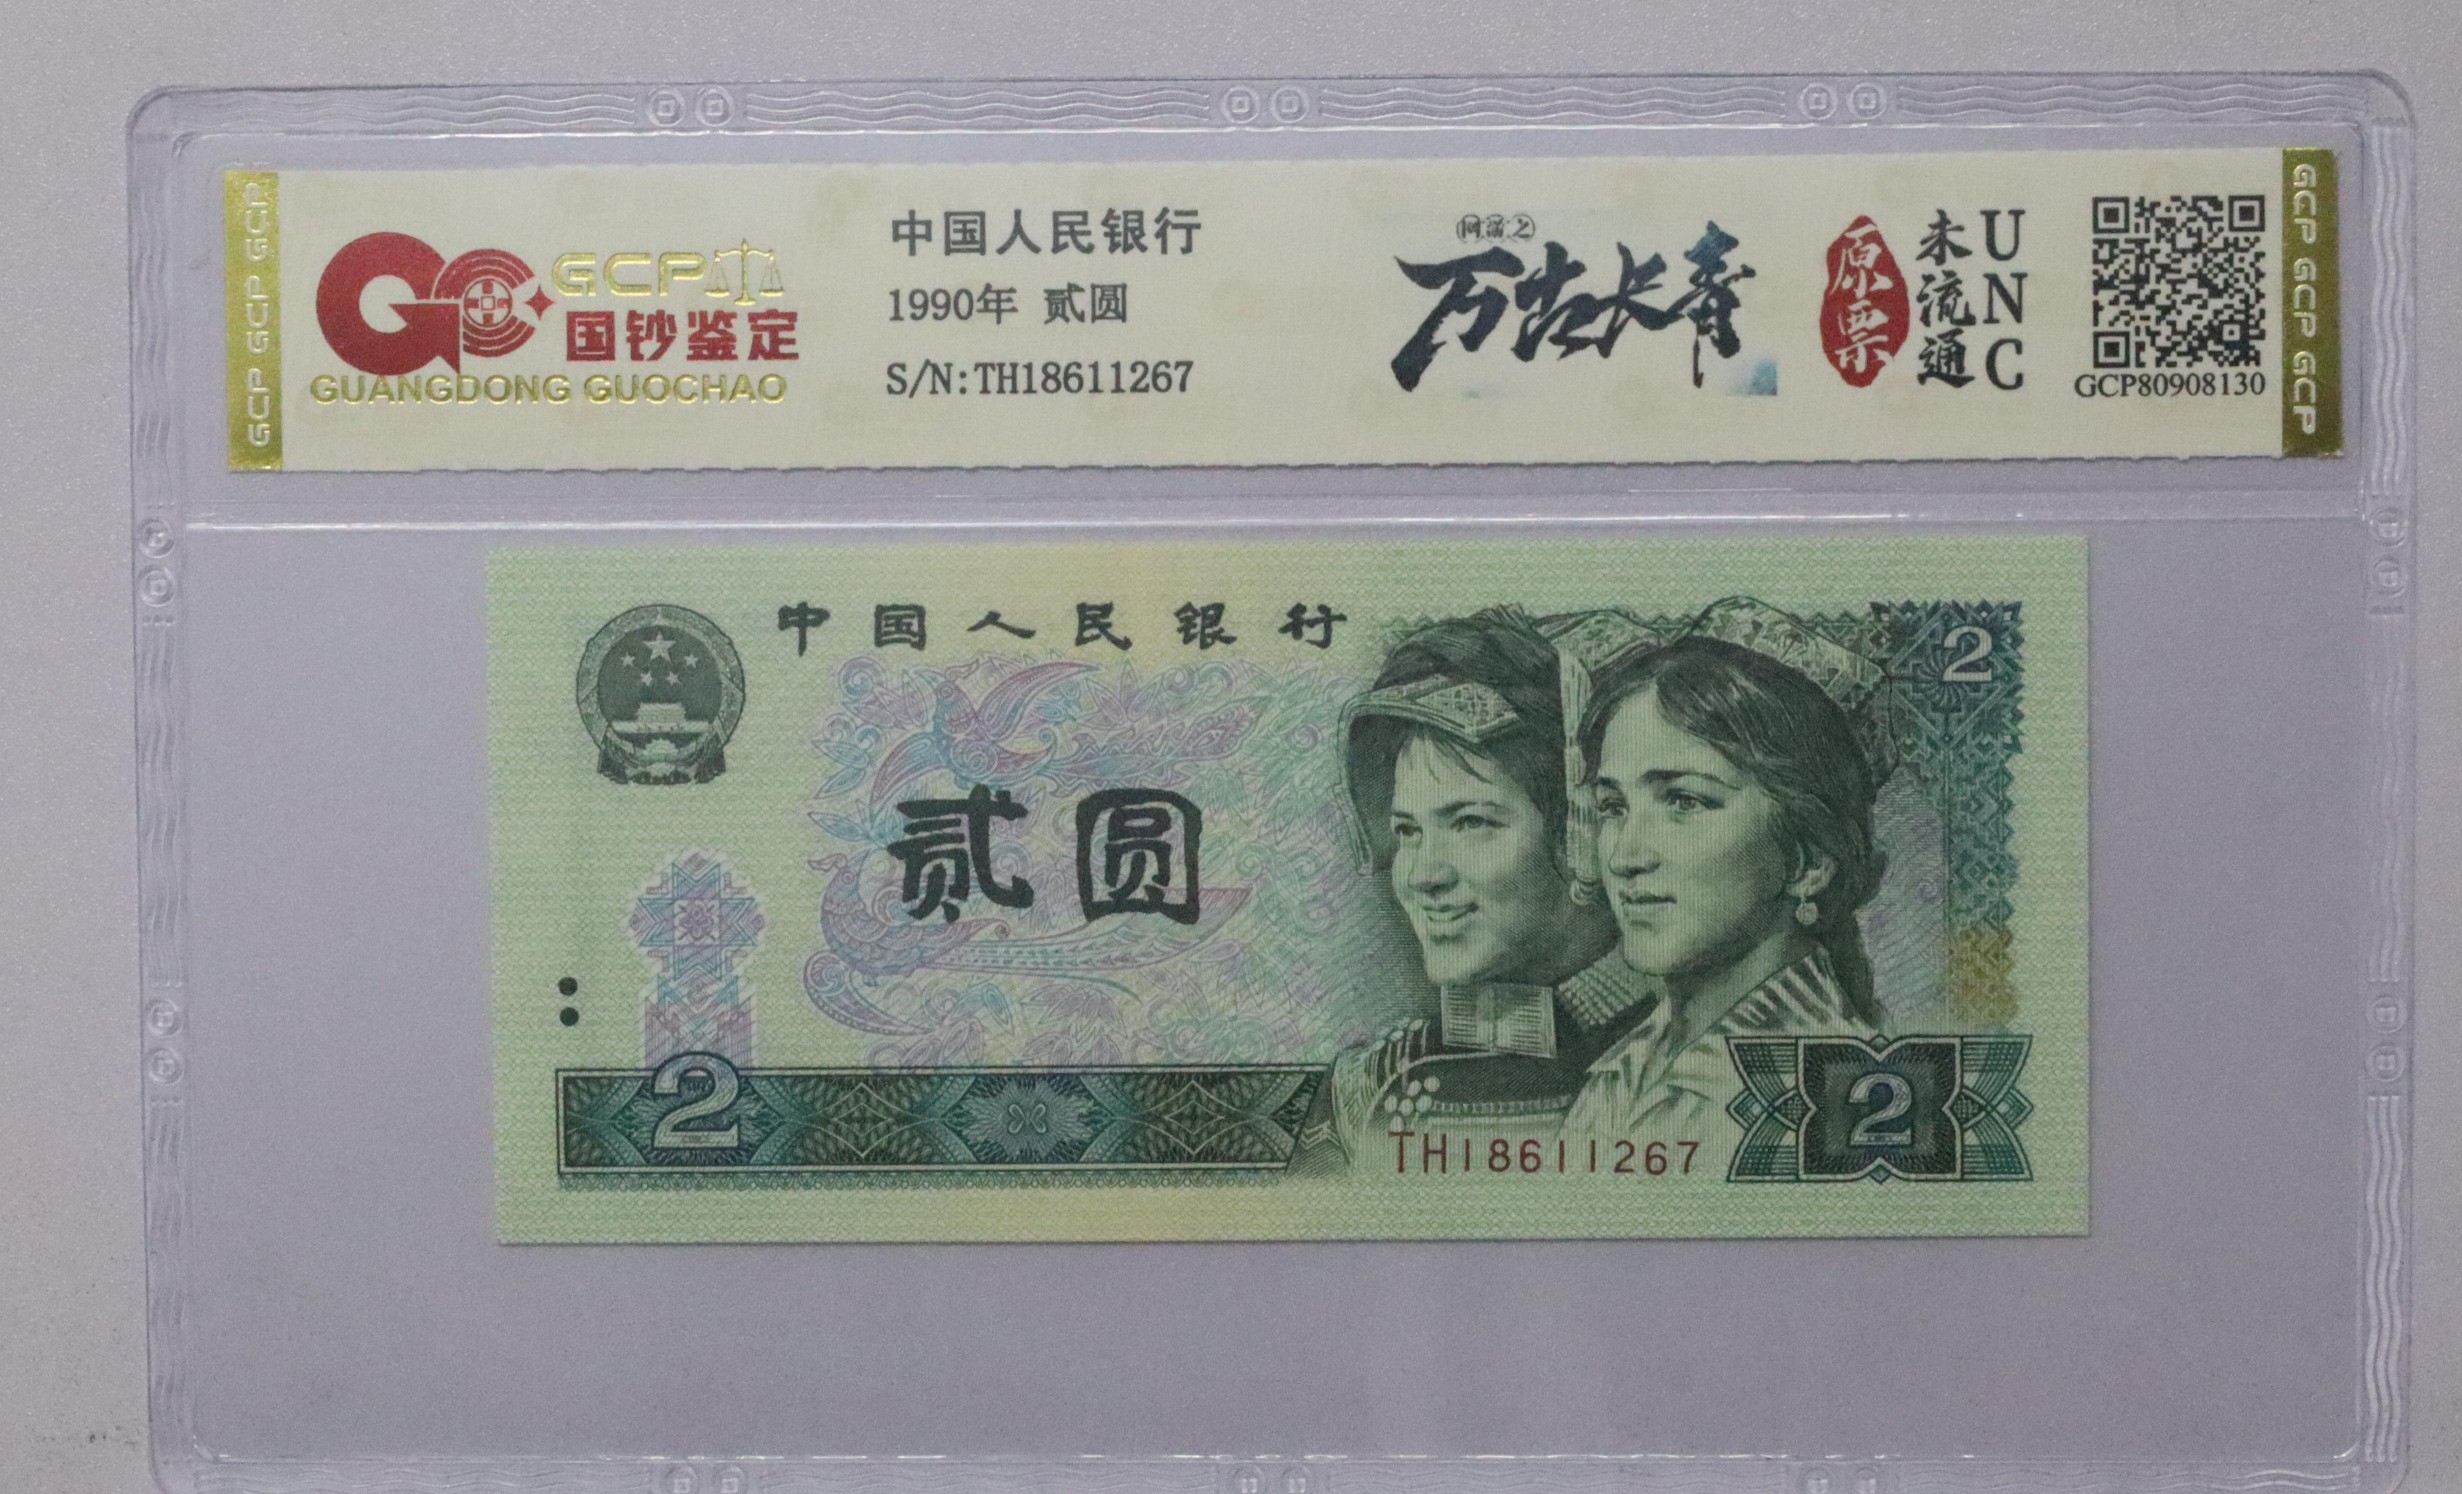 GCP GCP GCP
GCP
国钞鉴定
GUANGDONG GUOCHAO
中国人民银行
1990年 贰圆
S/N:TH18611267
万古长青
原票
未流通
UNC
GCP80908130
GCP GCP GCP
中国人民银行
2
贰圆
2
TH18611267
2